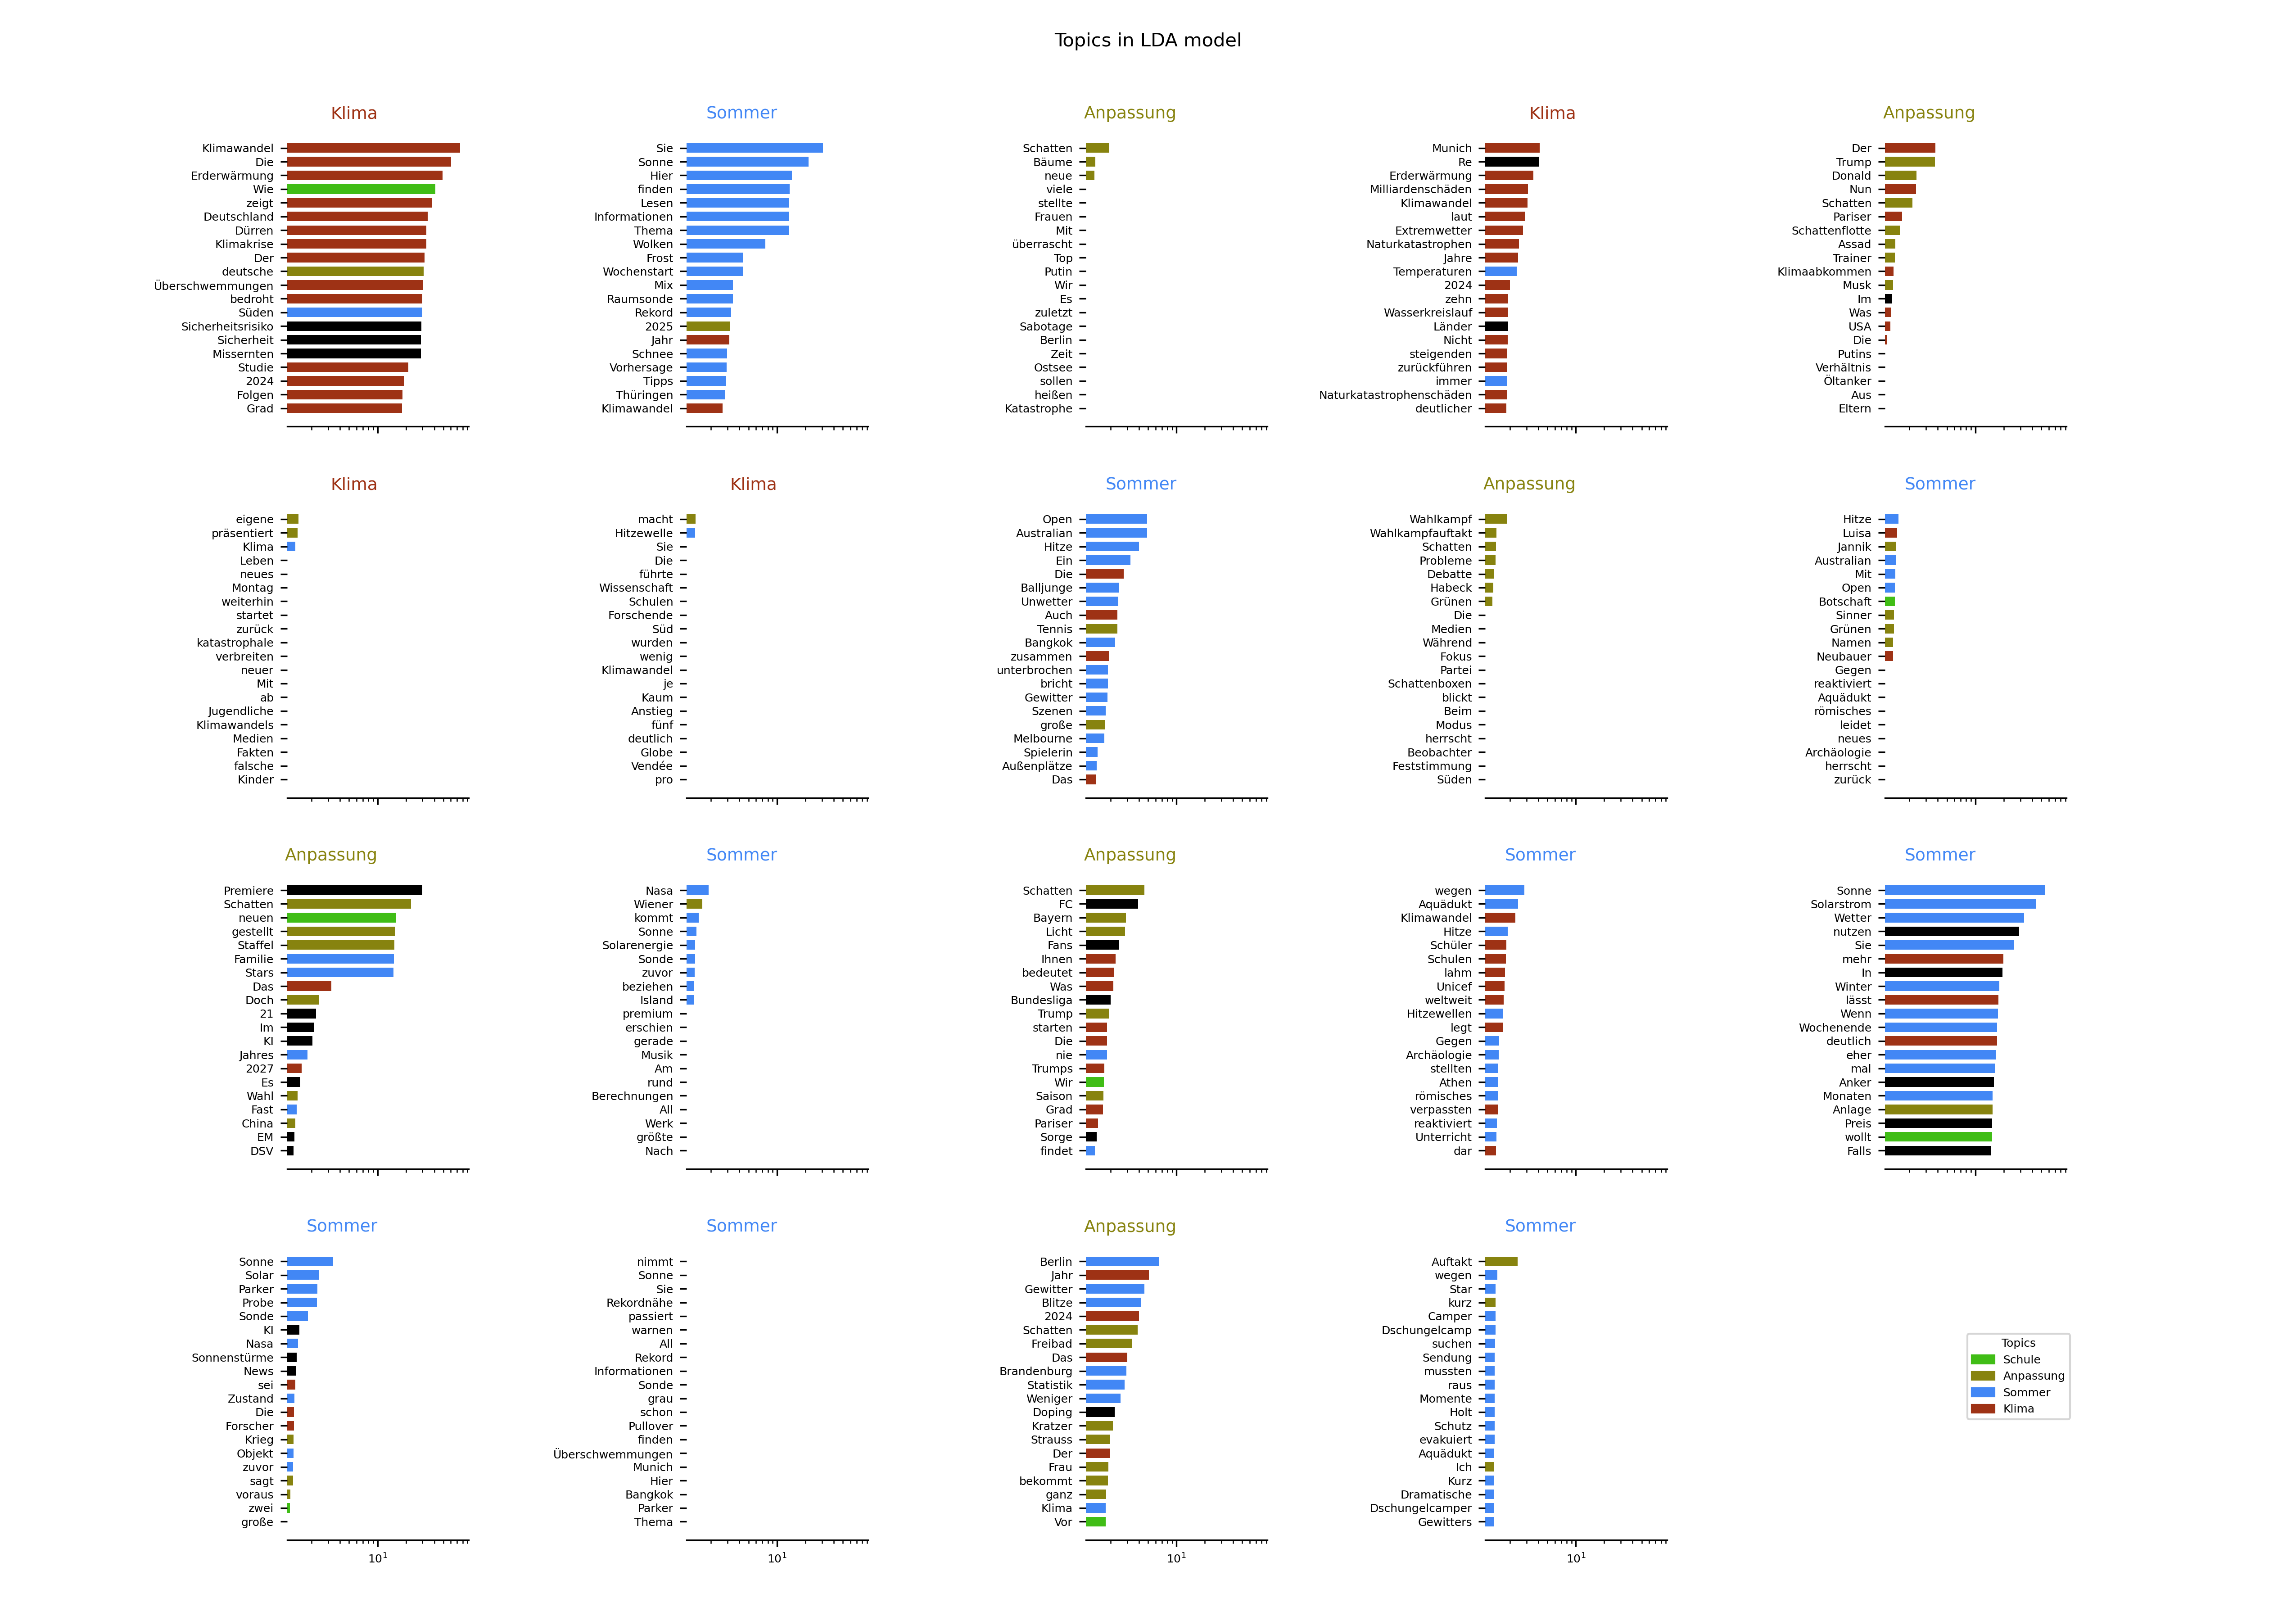 Topics in LDA model
Klima
Klimawandel
Die
Erderwärmung
Wie
zeigt
Deutschland
Dürren
Klimakrise
Der
deutsche
Überschwemmungen
bedroht
Süden
Sicherheitsrisiko
Sicherheit
Missernten
Studie
2024
Folgen
Grad
Sommer
Sie
Sonne
Hier
finden
Lesen
Informationen
Thema
Wolken
Frost
Wochenstart
Mix
Raumsonde
Rekord
2025
Jahr
Schnee
Vorhersage
Tipps
Thüringen
Klimawandel
Anpassung
Schatten
Bäume
neue
viele
stellte
Frauen
Mit
überrascht
Top
Putin
Wir
Es
zuletzt
Sabotage
Berlin
Zeit
Ostsee
sollen
heißen
Katastrophe
Klima
Munich
Re
Erderwärmung
Milliardenschäden
Klimawandel
laut
Extremwetter
Naturkatastrophen
Jahre
Temperaturen
2024
zehn
Wasserkreislauf
Länder
Nicht
steigenden
zurückführen
immer
Naturkatastrophenschäden
deutlicher
Anpassung
Der
Trump
Donald
Nun
Schatten
Pariser
Schattenflotte
Assad
Trainer
Klimaabkommen
Musk
Im
Was
USA
Die
Putins
Verhältnis
Öltanker
Aus
Eltern
Klima
eigene
präsentiert
Klima
Leben
neues
Montag
weiterhin
startet
zurück
katastrophale
verbreiten
neuer
Mit
ab
Jugendliche
Klimawandels
Medien
Fakten
falsche
Kinder
Klima
macht
Hitzewelle
Sie
Die
führte
Wissenschaft
Schulen
Forschende
Süd
wurden
wenig
Klimawandel
je
Kaum
Anstieg
fünf
deutlich
Globe
Vendée
pro
Sommer
Open
Australian
Hitze
Ein
Die
Balljunge
Unwetter
Auch
Tennis
Bangkok
zusammen
unterbrochen
bricht
Gewitter
Szenen
große
Melbourne
Spielerin
Außenplätze
Das
Anpassung
Wahlkampf
Wahlkampfauftakt
Schatten
Probleme
Debatte
Habeck
Grünen
Die
Medien
Während
Fokus
Partei
Schattenboxen
blickt
Beim
Modus
herrscht
Beobachter
Feststimmung
Süden
Sommer
Hitze
Luisa
Jannik
Australian
Mit
Open
Botschaft
Sinner
Grünen
Namen
Neubauer
Gegen
reaktiviert
Aquädukt
römisches
leidet
neues
Archäologie
herrscht
zurück
Anpassung
Premiere
Schatten
neuen
gestellt
Staffel
Familie
Stars
Das
Doch
21
Im
KI
Jahres
2027
Es
Wahl
Fast
China
EM
DSV
Sommer
Nasa
Wiener
kommt
Sonne
Solarenergie
Sonde
zuvor
beziehen
Island
premium
erschien
gerade
Musik
Am
rund
Berechnungen
All
Werk
größte
Nach
Anpassung
Schatten
FC
Bayern
Licht
Fans
Ihnen
bedeutet
Was
Bundesliga
Trump
starten
Die
nie
Trumps
Wir
Saison
Grad
Pariser
Sorge
findet
Sommer
wegen
Aquädukt
Klimawandel
Hitze
Schüler
Schulen
lahm
Unicef
weltweit
Hitzewellen
legt
Gegen
Archäologie
stellten
Athen
römisches
verpassten
reaktiviert
Unterricht
dar
Sommer
Sonne
Solarstrom
Wetter
nutzen
Sie
mehr
In
Winter
lässt
Wenn
Wochenende
deutlich
eher
mal
Anker
Monaten
Anlage
Preis
wollt
Falls
Sommer
Sonne
Solar
Parker
Probe
Sonde
KI
Nasa
Sonnenstürme
News
sei
Zustand
Die
Forscher
Krieg
Objekt
zuvor
sagt
voraus
zwei
große
10¹
Sommer
nimmt
Sonne
Sie
Rekordnähe
passiert
warnen
All
Rekord
Informationen
Sonde
grau
schon
Pullover
finden
Überschwemmungen
Munich
Hier
Bangkok
Parker
Thema
10¹
Anpassung
Berlin
Jahr
Gewitter
Blitze
2024
Schatten
Freibad
Das
Brandenburg
Statistik
Weniger
Doping
Kratzer
Strauss
Der
Frau
bekommt
ganz
Klima
Vor
10¹
Sommer
Auftakt
wegen
Star
kurz
Camper
Dschungelcamp
suchen
Sendung
mussten
raus
Momente
Holt
Schutz
evakuiert
Aquädukt
Ich
Kurz
Dramatische
Dschungelcamper
Gewitters
10¹
Topics
Schule
Anpassung
Sommer
Klima